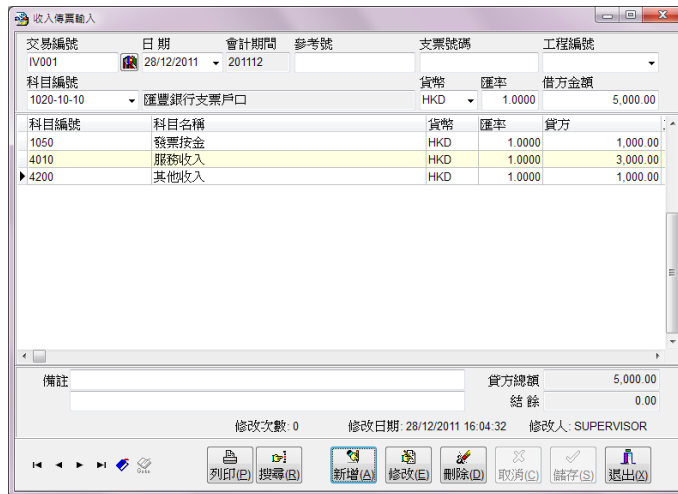 收入傳票輸入
交易編號 日期 會計期間 參考號 支票號碼 工程編號
IV001 28/12/2011 201112
科目編號 貨幣 匯率 借方金額
1020-10-10 匯豐銀行支票戶口 HKD 1.0000 5,000.00
科目編號 科目名稱 貨幣 匯率 貸方
1050 發票按金 HKD 1.0000 1,000.00
4010 服務收入 HKD 1.0000 3,000.00
4200 其他收入 HKD 1.0000 1,000.00
備註 貸方總額 5,000.00
結餘 0.00
修改次數: 0 修改日期: 28/12/2011 16:04:32 修改人: SUPERVISOR
列印(P) 搜尋(R) 新增(A) 修改(E) 刪除(D) 取消(C) 儲存(S) 退出(X)